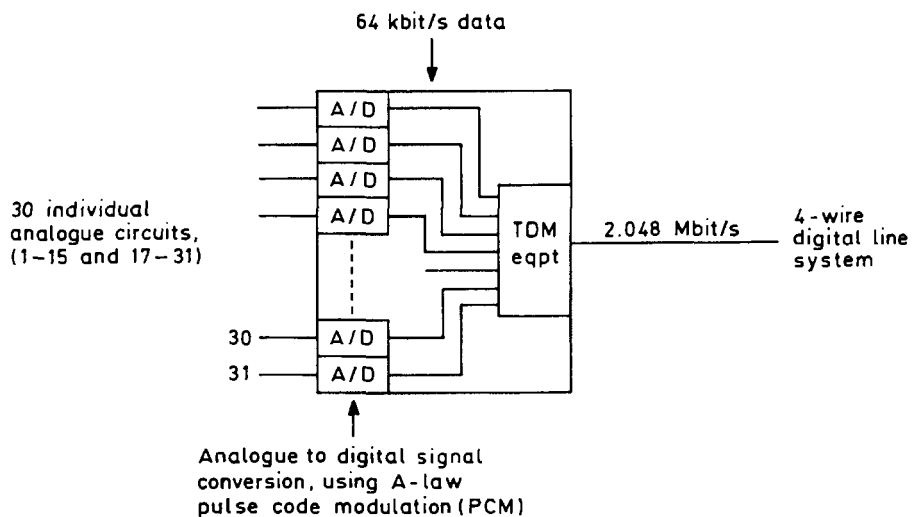 64 kbit/s data
A/D
A/D
A/D
A/D
30 individual
analogue circuits,
(1-15 and 17-31)
TDM
eqpt
2.048 Mbit/s
4-wire
digital line
system
30
A/D
31
A/D
Analogue to digital signal
conversion, using A-law
pulse code modulation (PCM)